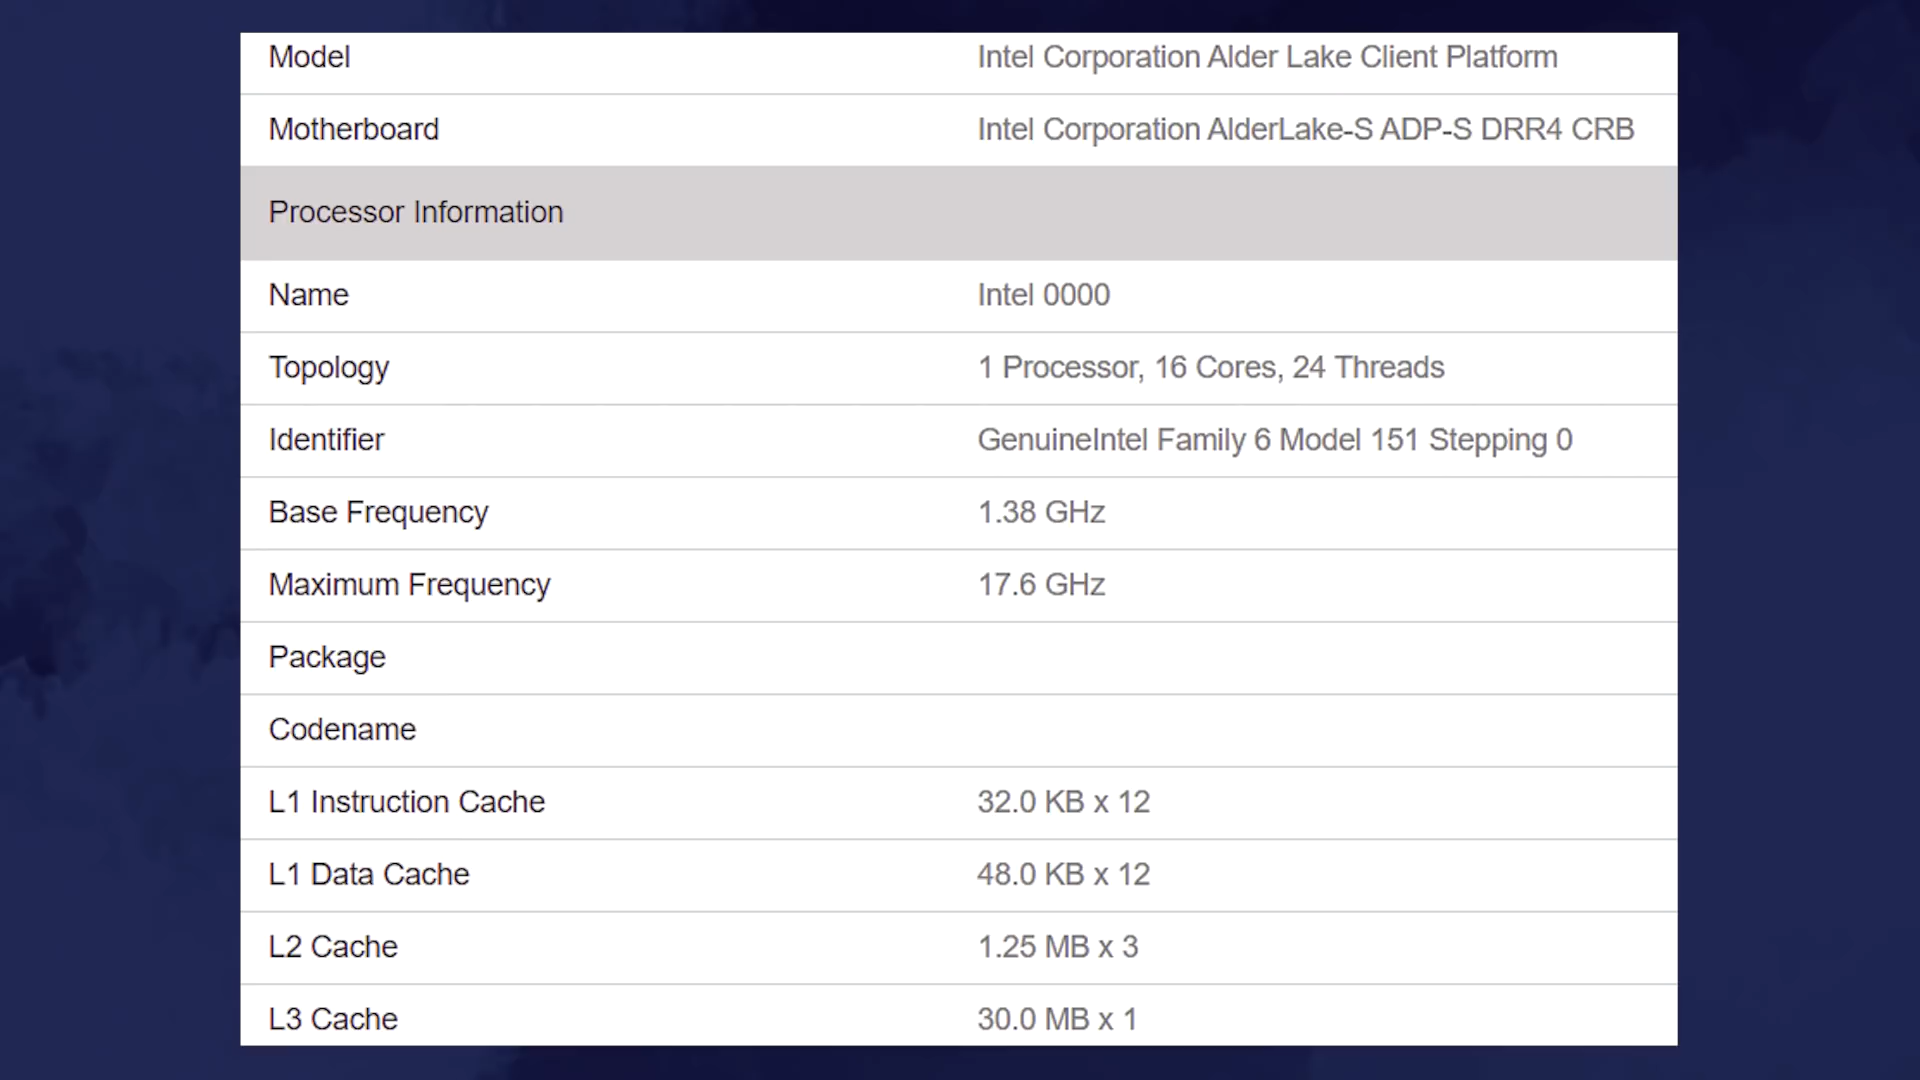 Model Intel Corporation Alder Lake Client Platform
Motherboard Intel Corporation AlderLake-S ADP-S DRR4 CRB
Processor Information
Name Intel 0000
Topology 1 Processor, 16 Cores, 24 Threads
Identifier GenuineIntel Family 6 Model 151 Stepping 0
Base Frequency 1.38 GHz
Maximum Frequency 17.6 GHz
Package
Codename
L1 Instruction Cache 32.0 KB x 12
L1 Data Cache 48.0 KB x 12
L2 Cache 1.25 MB x 3
L3 Cache 30.0 MB x 1